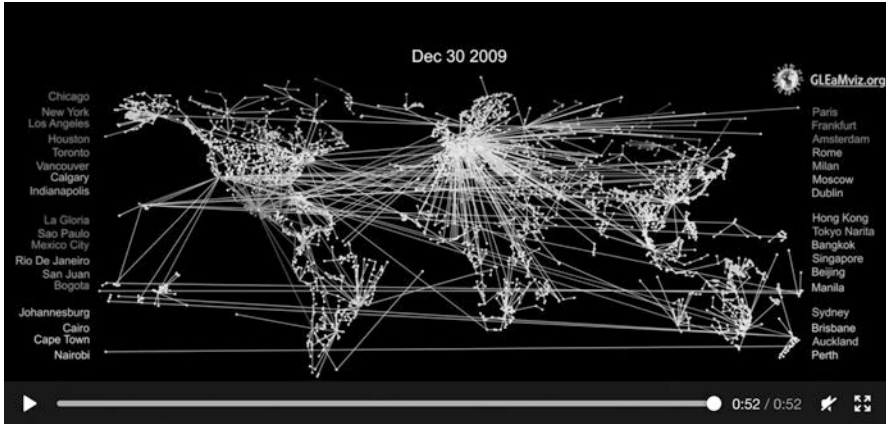 Dec 30 2009
GLEaMviz.org
Chicago
New York
Los Angeles
Houston
Toronto
Vancouver
Calgary
Indianapolis
La Gloria
Sao Paulo
Mexico City
Rio De Janeiro
San Juan
Bogota
Johannesburg
Cairo
Cape Town
Nairobi
Paris
Frankfurt
Amsterdam
Rome
Milan
Moscow
Dublin
Hong Kong
Tokyo Narita
Bangkok
Singapore
Beijing
Manila
Sydney
Brisbane
Auckland
Perth
0:52 / 0:52